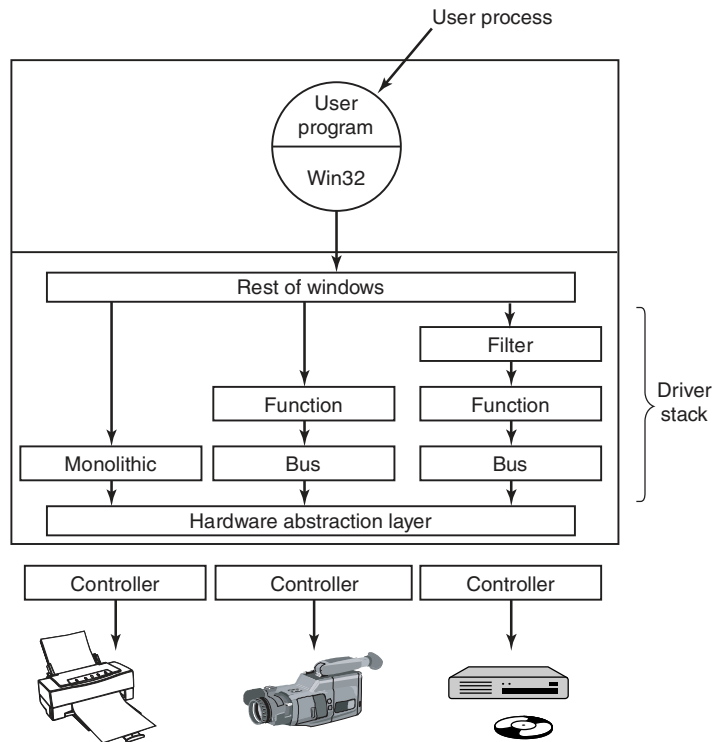 User process
User
program
Win32
Rest of windows
Filter
Function
Function
Driver
stack
Monolithic
Bus
Bus
Hardware abstraction layer
Controller
Controller
Controller